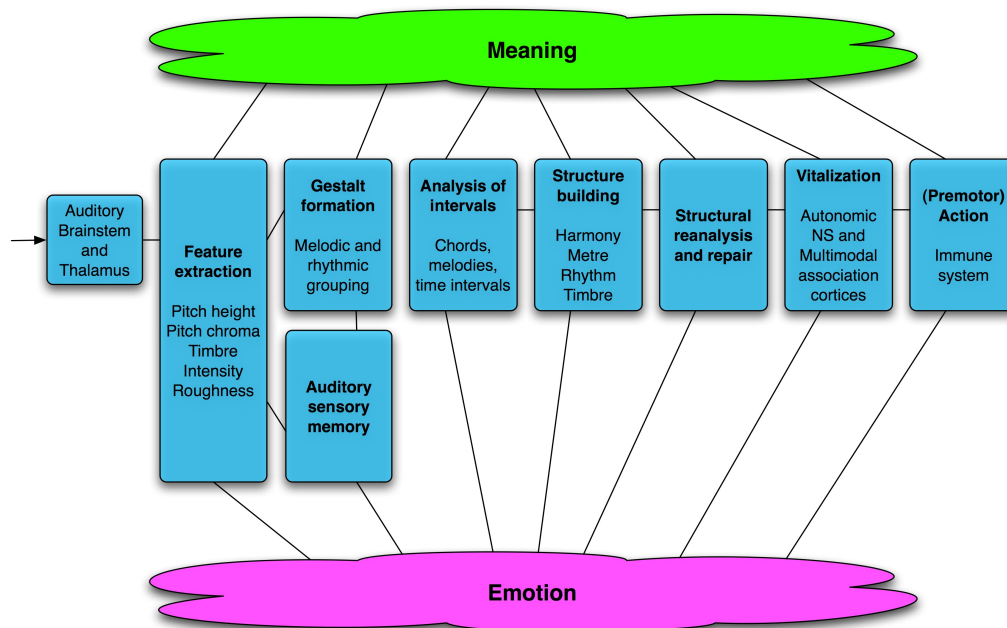 Meaning
Auditory
Brainstem
and
Thalamus
Feature
extraction
Pitch height
Pitch chroma
Timbre
Intensity
Roughness
Gestalt
formation
Melodic and
rhythmic
grouping
Auditory
sensory
memory
Analysis of
intervals
Chords,
melodies,
time intervals
Structure
building
Harmony
Metre
Rhythm
Timbre
Structural
reanalysis
and repair
Vitalization
Autonomic
NS and
Multimodal
association
cortices
(Premotor)
Action
Immune
system
Emotion